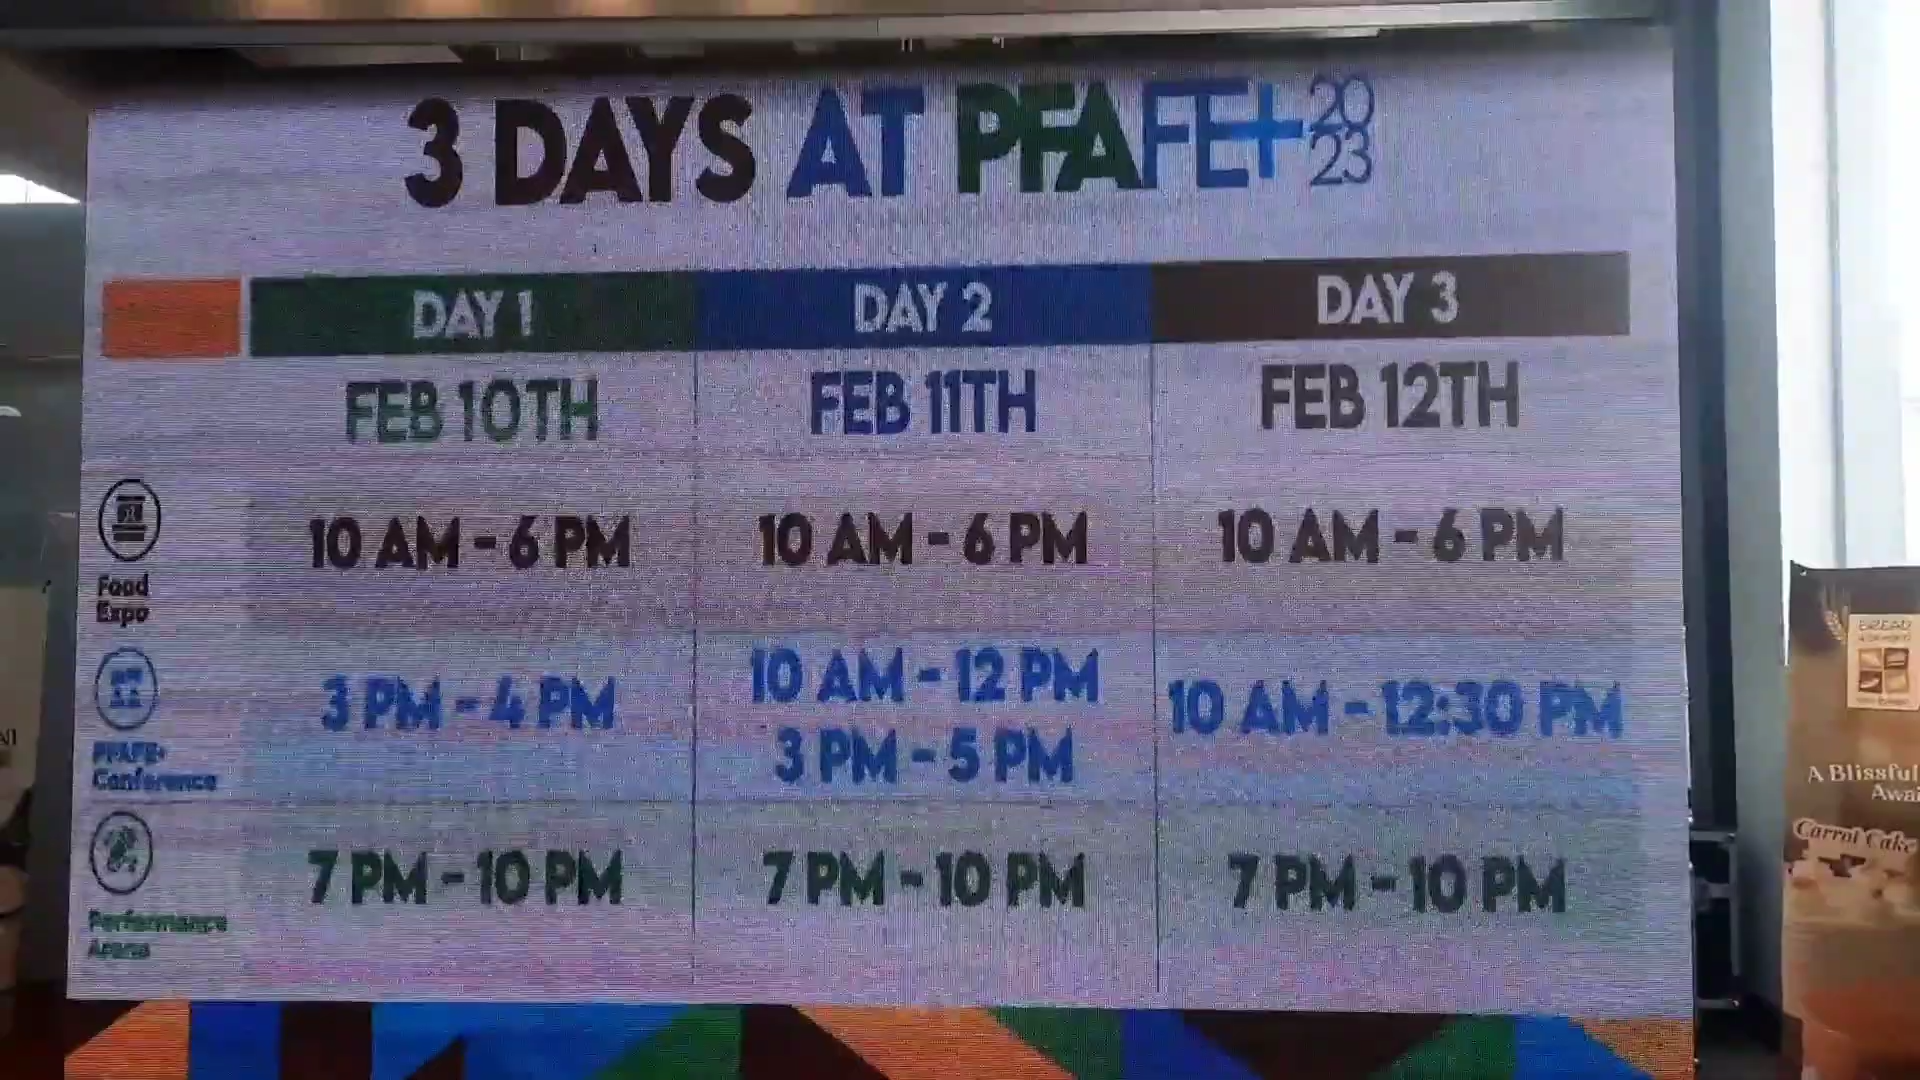 3 DAYS AT PFAFE+ 2023
DAY 1 DAY 2 DAY 3
FEB 10TH FEB 11TH FEB 12TH
Food
Expo
10 AM - 6 PM 10 AM - 6 PM 10 AM - 6 PM
PFAFE+
Conference
3 PM - 4 PM 10 AM - 12 PM 10 AM - 12:30 PM
3 PM - 5 PM
Performance
Arena
7 PM - 10 PM 7 PM - 10 PM 7 PM - 10 PM
BREAD
A Blissful
Awai
Carrot Cake